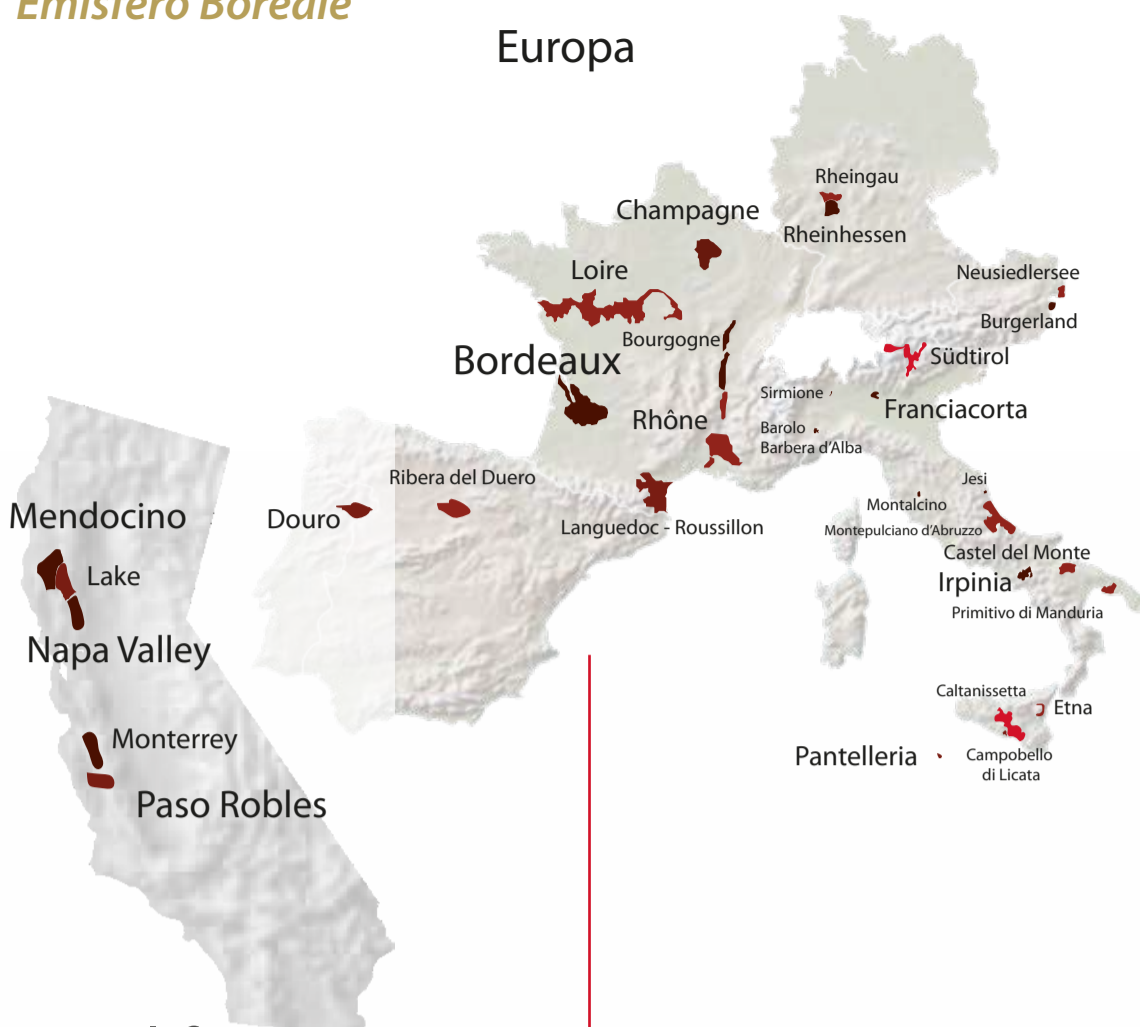 Emisfero Boreale
Europa
Rheingau
Champagne
Rheinhessen
Loire
Neusiedlersee
Burgerland
Bourgogne
Südtirol
Bordeaux
Sirmione
Franciacorta
Rhône
Barolo
Barbera d'Alba
Ribera del Duero
Jesi
Montalcino
Mendocino
Douro
Languedoc - Roussillon
Montepulciano d'Abruzzo
Castel del Monte
Lake
Irpinia
Primitivo di Manduria
Napa Valley
Caltanissetta
Etna
Monterrey
Pantelleria
Campobello
di Licata
Paso Robles